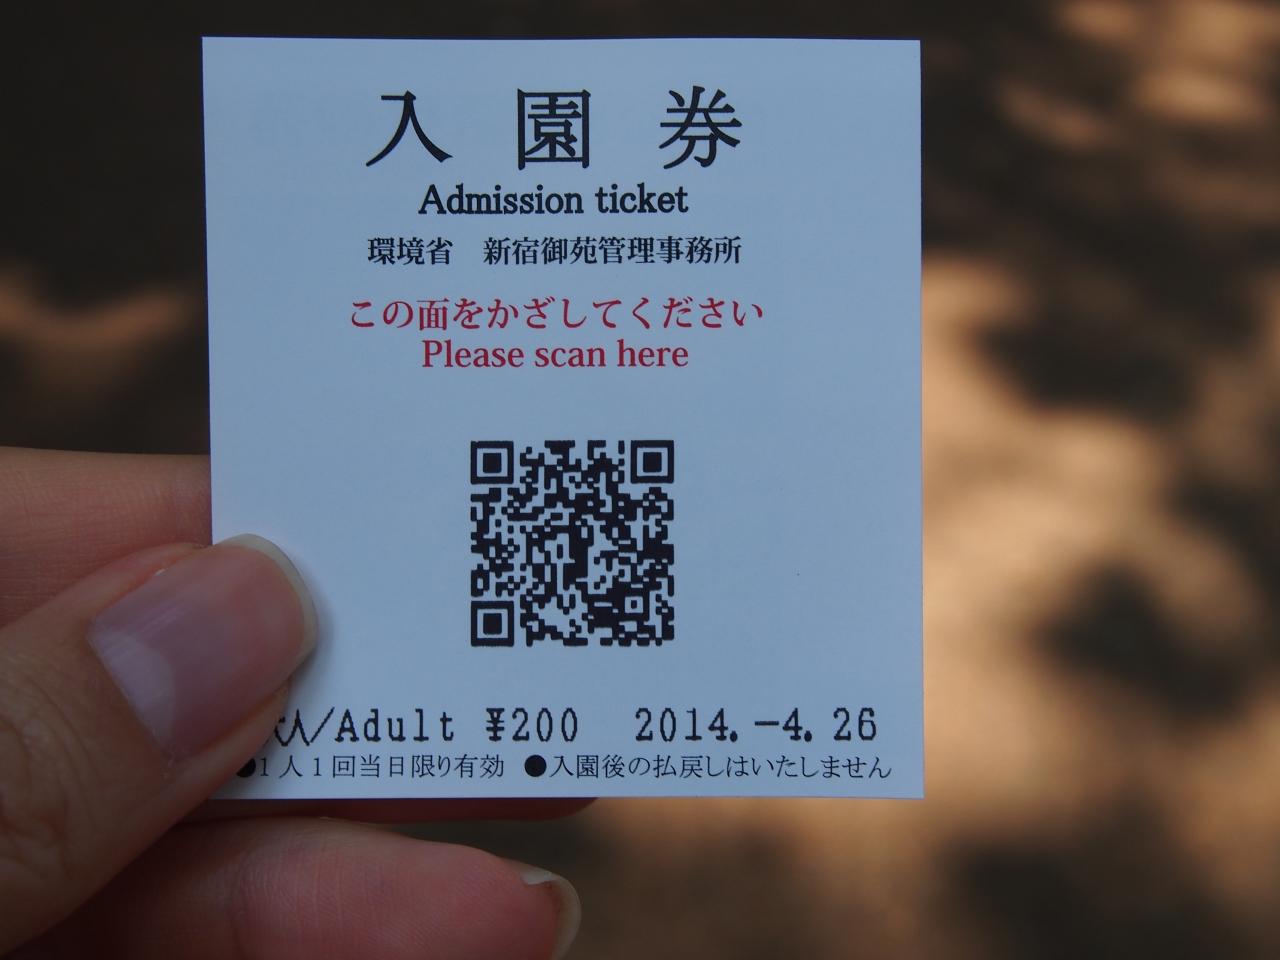 入園券
Admission ticket
環境省　新宿御苑管理事務所
この面をかざしてください
Please scan here
大人/Adult ¥200 2014.-4.26
●1人1回当日限り有効 ●入園後の払戻しはいたしません